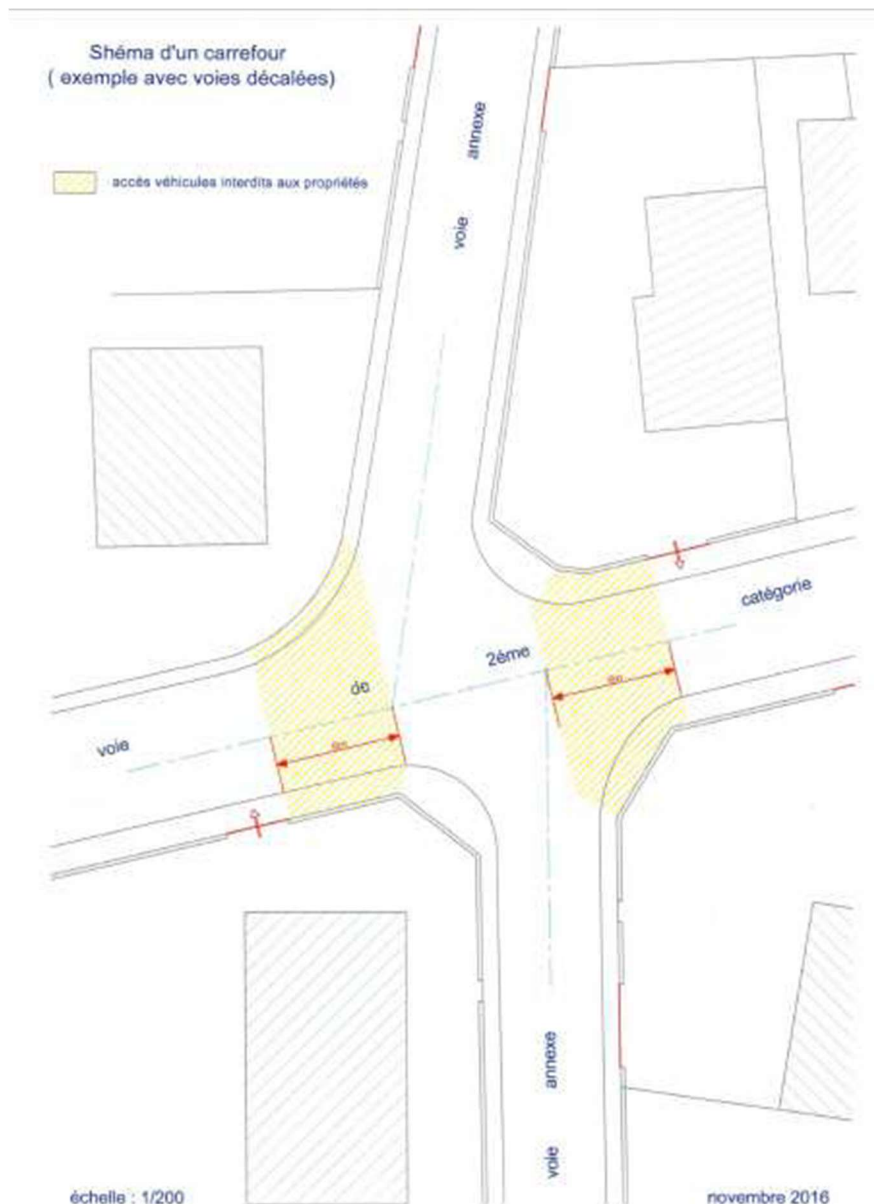 Shéma d'un carrefour
( exemple avec voies décalées)
accés véhicules interdits aux propriétés
voie annexe
voie de 2ème catégorie
voie annexe
échelle : 1/200
novembre 2016